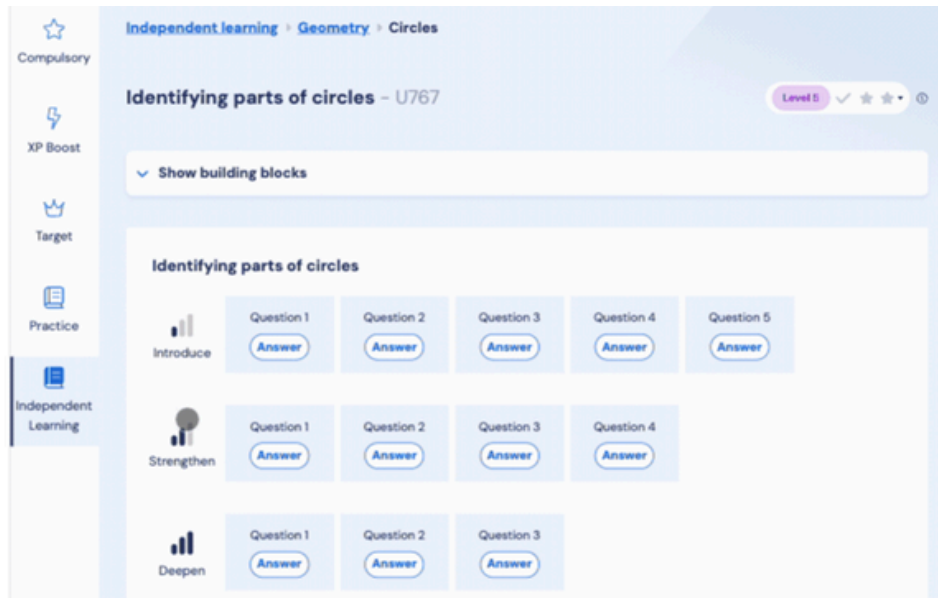 Compulsory
XP Boost
Target
Practice
Independent
Learning
Independent learning › Geometry › Circles
Identifying parts of circles – U767
Level 5
Show building blocks
Identifying parts of circles
Introduce
Question 1 Question 2 Question 3 Question 4 Question 5
Answer Answer Answer Answer Answer
Strengthen
Question 1 Question 2 Question 3 Question 4
Answer Answer Answer Answer
Deepen
Question 1 Question 2 Question 3
Answer Answer Answer